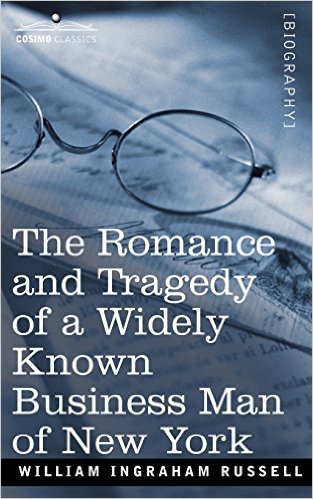 COSIMO CLASSICS
[BIOGRAPHY]
The Romance
and Tragedy
of a Widely
Known
Business Man
of New York
WILLIAM INGRAHAM RUSSELL